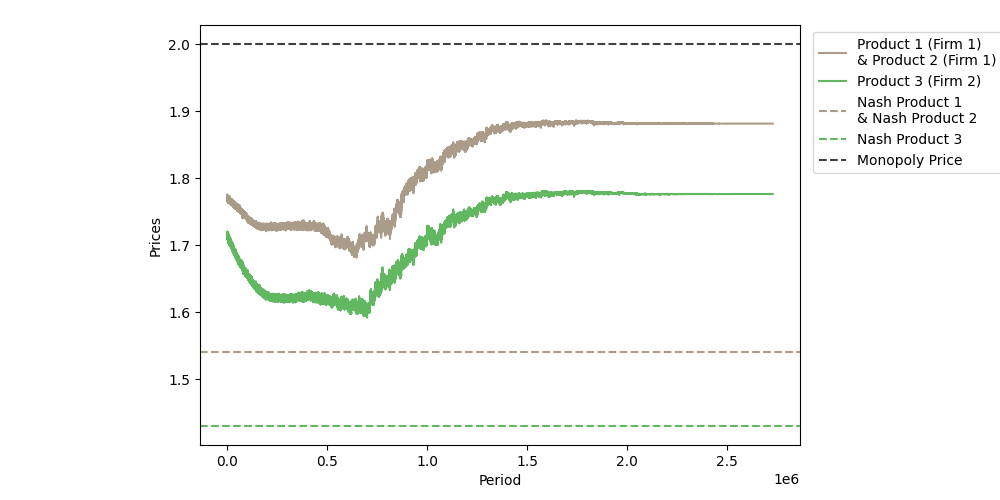 2.0
1.9
1.8
1.7
1.6
1.5
Prices
0.0
0.5
1.0
1.5
2.0
2.5
1e6
Period
Product 1 (Firm 1)
& Product 2 (Firm 1)
Product 3 (Firm 2)
Nash Product 1
& Nash Product 2
Nash Product 3
Monopoly Price